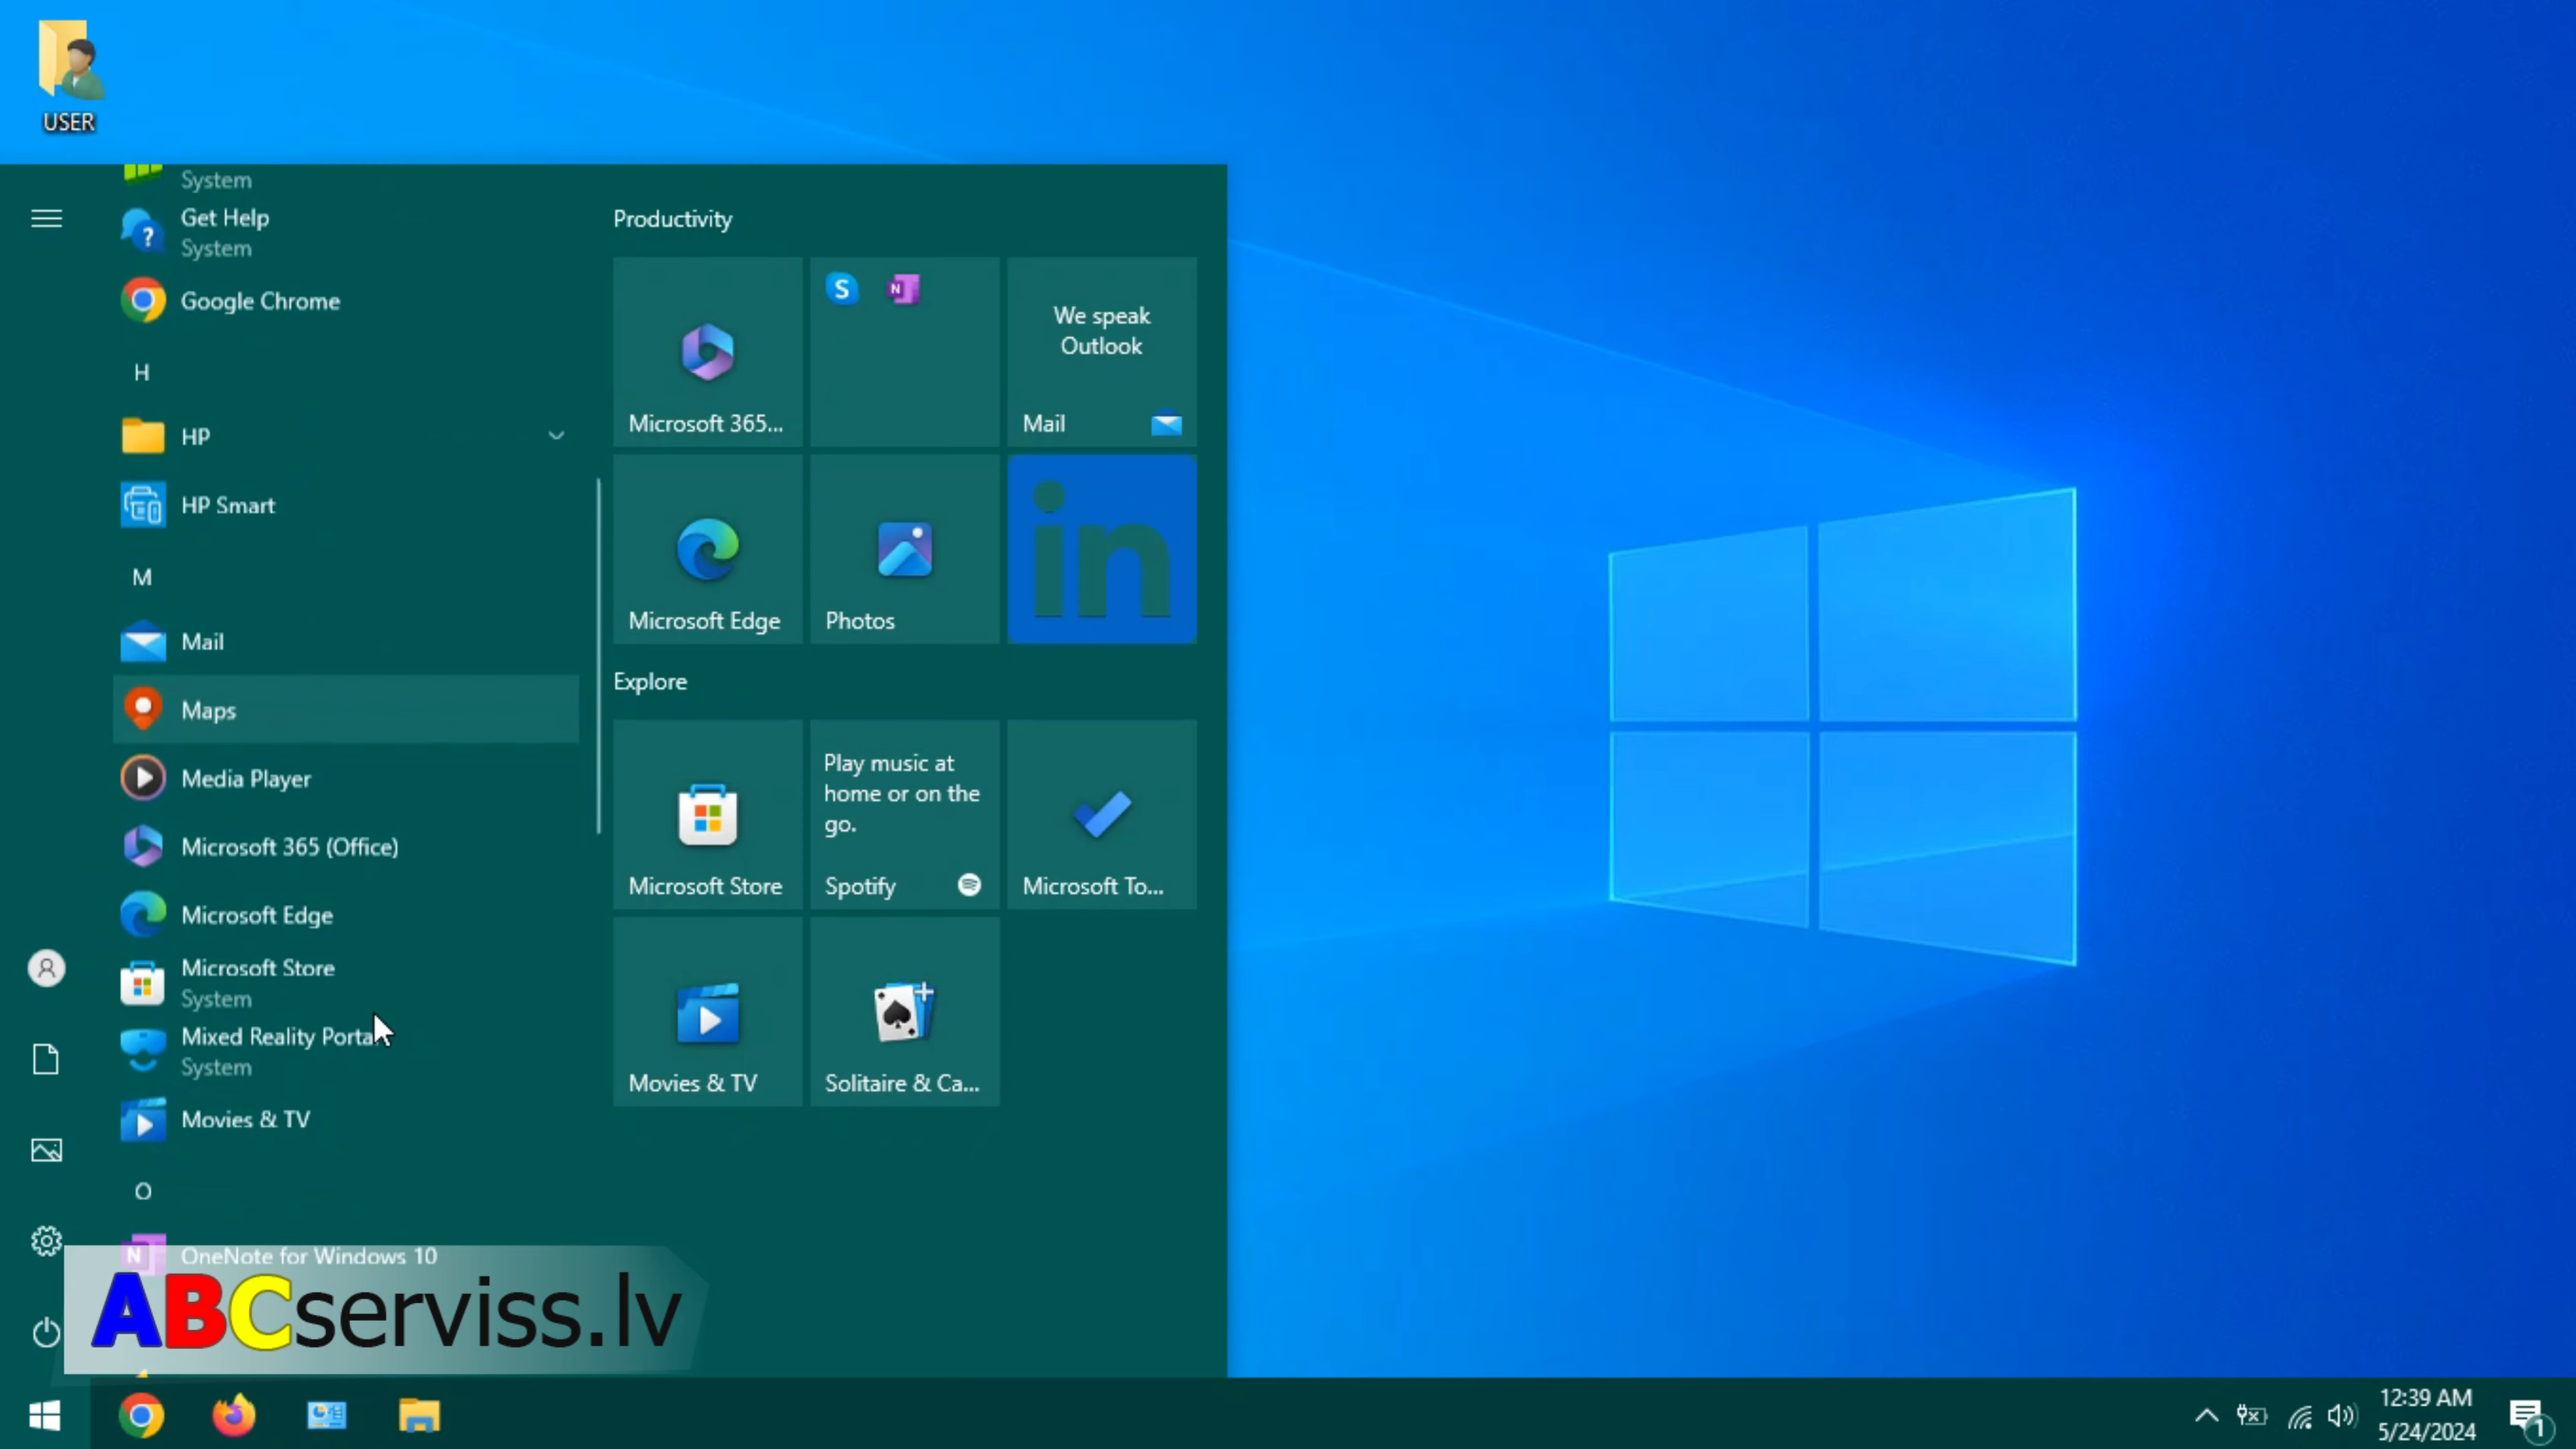 USER
System
Get Help
System
Google Chrome
H
HP
HP Smart
M
Mail
Maps
Media Player
Microsoft 365 (Office)
Microsoft Edge
Microsoft Store
System
Mixed Reality Porta
System
Movies & TV
O
OneNote for Windows 10
Productivity
Microsoft 365...
S
N
We speak
Outlook
Mail
Microsoft Edge
Photos
in
Explore
Microsoft Store
Play music at
home or on the
go.
Spotify
Microsoft To...
Movies & TV
Solitaire & Ca...
N
ABCserviss.lv
12:39 AM
5/24/2024
1